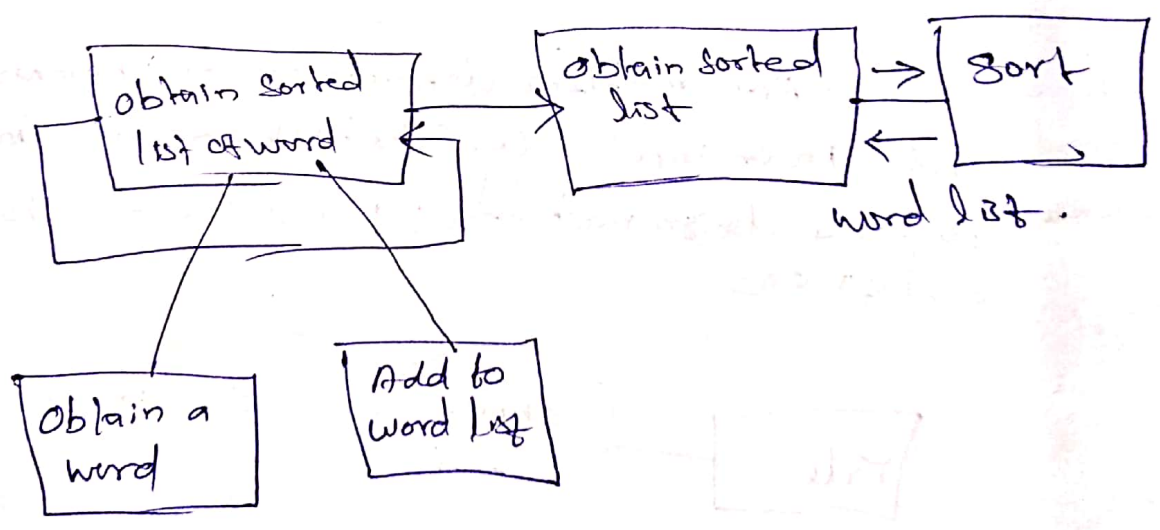 Obtain Sorted
list of word
Obtain Sorted
list
Sort
word list.
Obtain a
word
Add to
word list